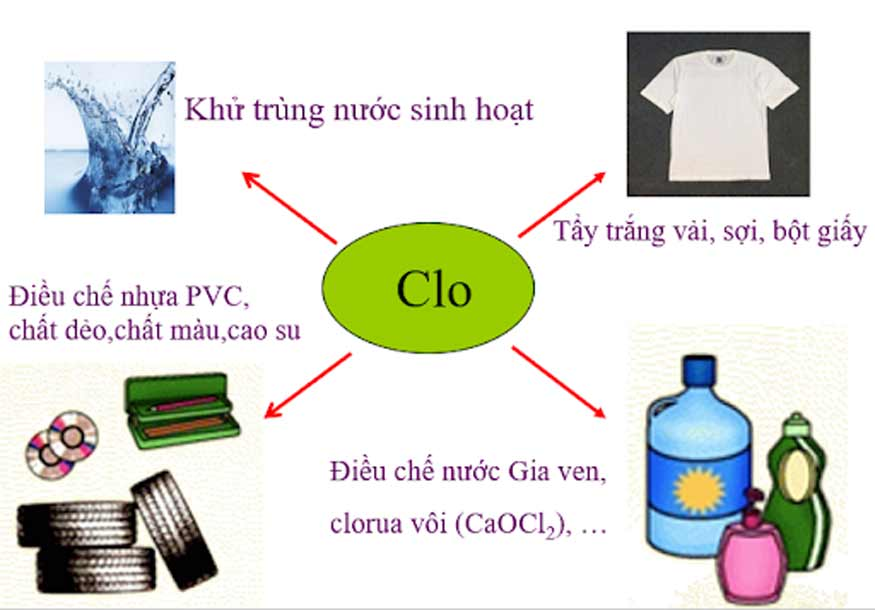 Khử trùng nước sinh hoạt
Tẩy trắng vải, sợi, bột giấy
Clo
Điều chế nhựa PVC,
chất dẻo,chất màu,cao su
Điều chế nước Gia ven,
clorua vôi (CaOCl₂), …